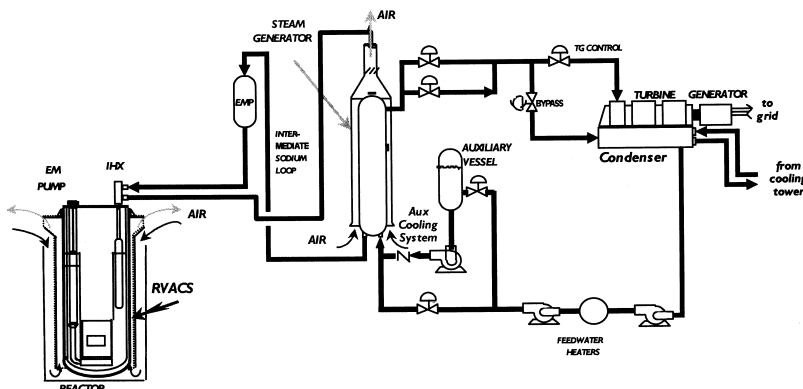 AIR
STEAM
GENERATOR
TG CONTROL
EMP
BYPASS
TURBINE GENERATOR
to
grid
INTER-
MEDIATE
SODIUM
LOOP
AUXILIARY
VESSEL
Condenser
EM
PUMP
IHX
from
cooling
tower
AIR
Aux
Cooling
System
AIR
RVACS
FEEDWATER
HEATERS
REACTOR